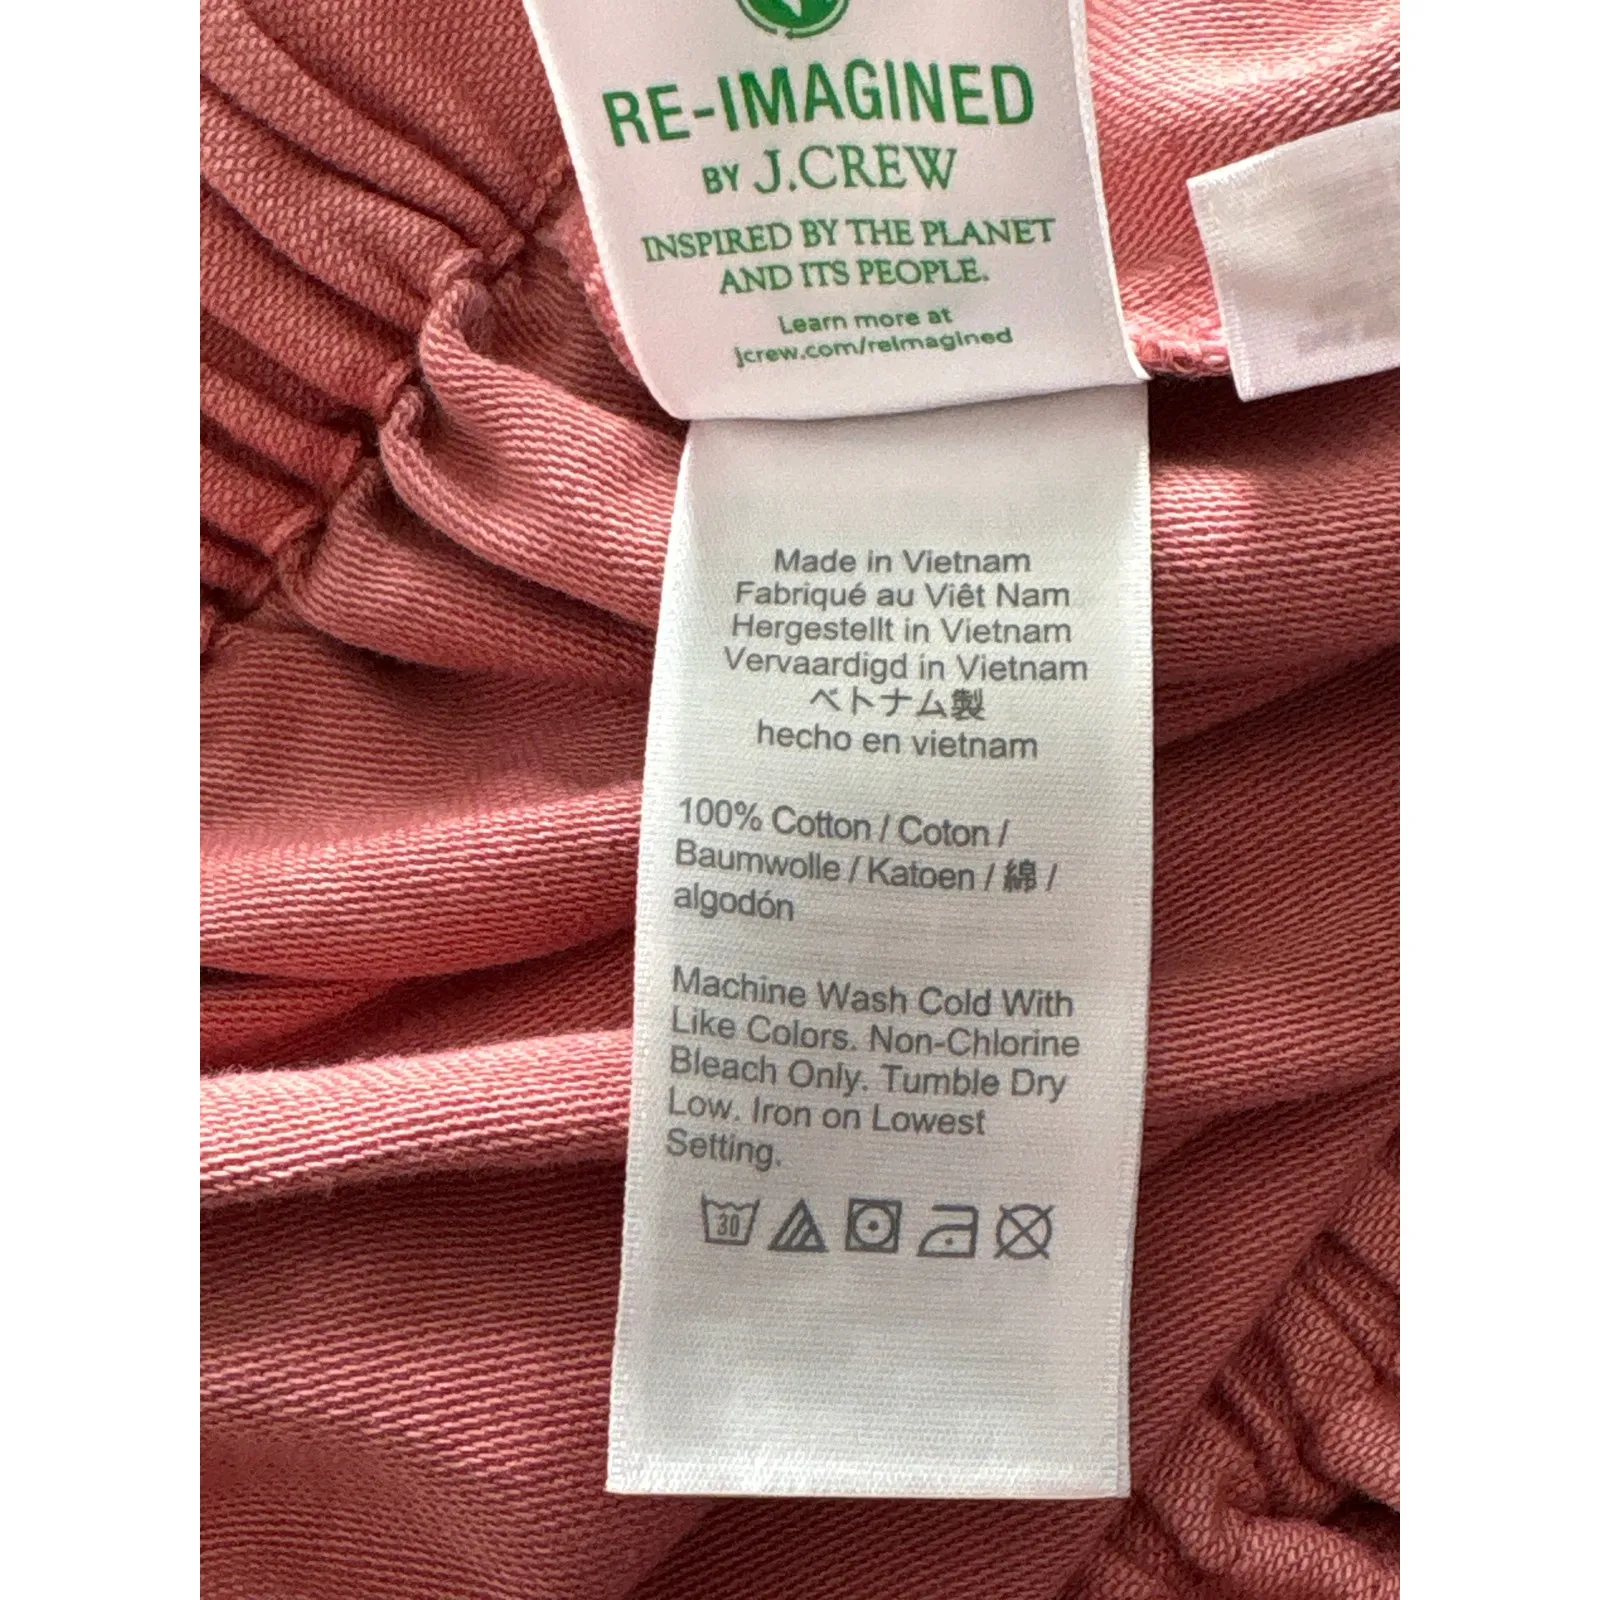 RE-IMAGINED
BY J.CREW
INSPIRED BY THE PLANET
AND ITS PEOPLE.
Learn more at
jcrew.com/reimagined
Made in Vietnam
Fabriqué au Viêt Nam
Hergestellt in Vietnam
Vervaardigd in Vietnam
ベトナム製
hecho en vietnam
100% Cotton / Coton /
Baumwolle / Katoen / 綿 /
algodón
Machine Wash Cold With
Like Colors. Non-Chlorine
Bleach Only. Tumble Dry
Low. Iron on Lowest
Setting.
30